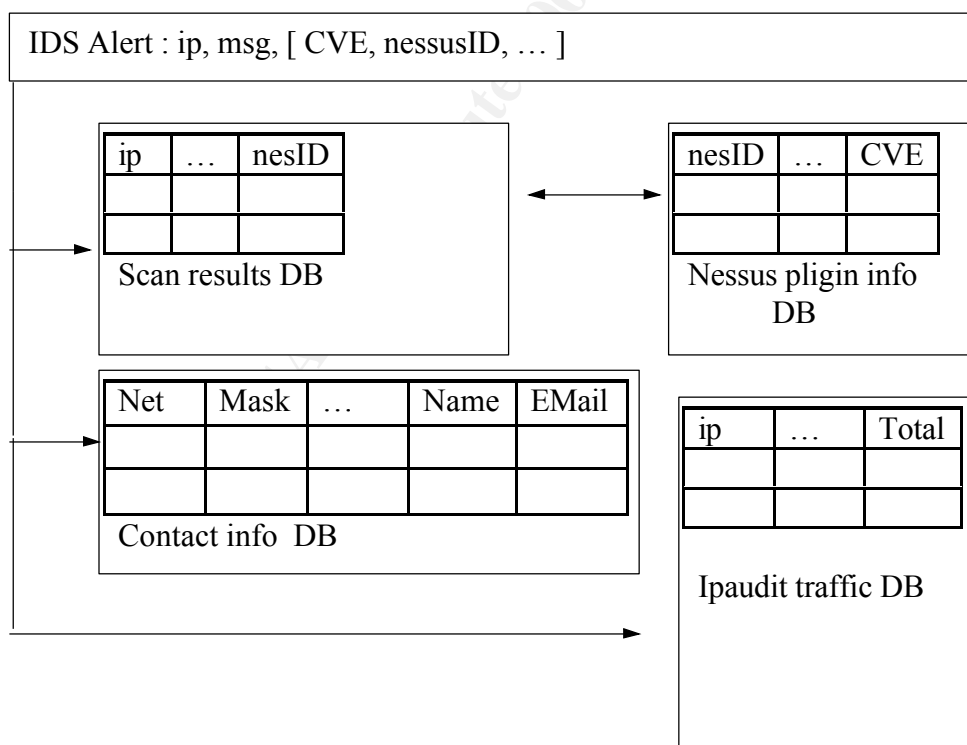 IDS Alert : ip, msg, [ CVE, nessusID, … ]
ip … nesID
Scan results DB
nesID … CVE
Nessus pligin info
DB
Net Mask … Name EMail
Contact info DB
ip … Total
Ipaudit traffic DB